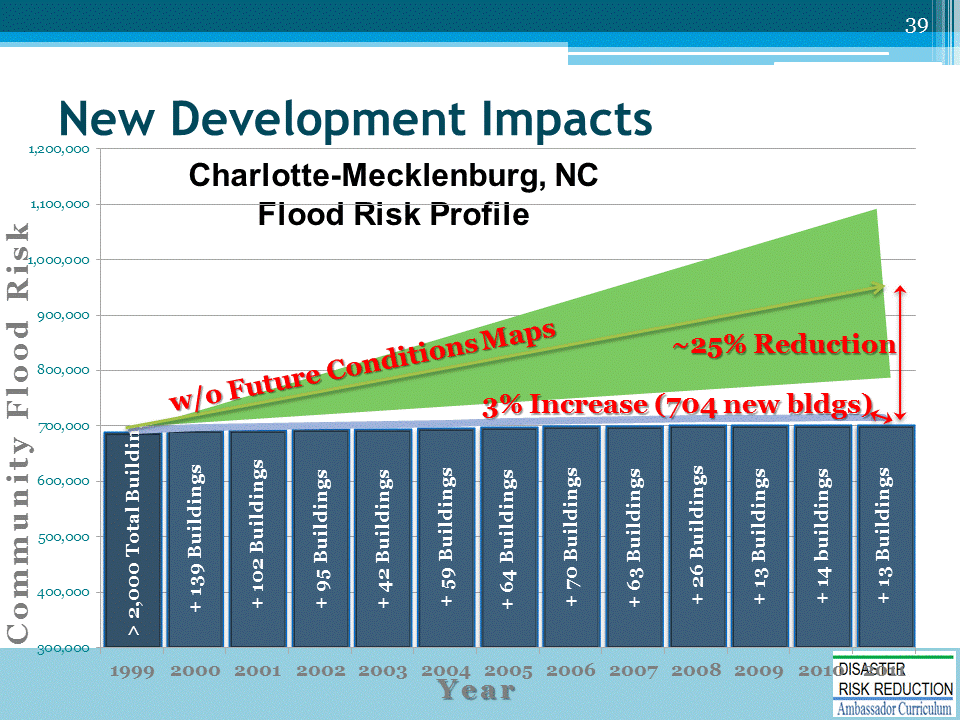 39
New Development Impacts
Charlotte-Mecklenburg, NC
Flood Risk Profile
Community Flood Risk
1,200,000
1,100,000
1,000,000
900,000
800,000
700,000
600,000
500,000
400,000
300,000
w/o Future Conditions Maps
~25% Reduction
3% Increase (704 new bldgs)
> 2,000 Total Buildin
+ 139 Buildings
+ 102 Buildings
+ 95 Buildings
+ 42 Buildings
+ 59 Buildings
+ 64 Buildings
+ 70 Buildings
+ 63 Buildings
+ 26 Buildings
+ 13 Buildings
+ 14 buildings
+ 13 Buildings
1999 2000 2001 2002 2003 2004 2005 2006 2007 2008 2009 2010 2011
Year
DISASTER
RISK REDUCTION
Ambassador Curriculum